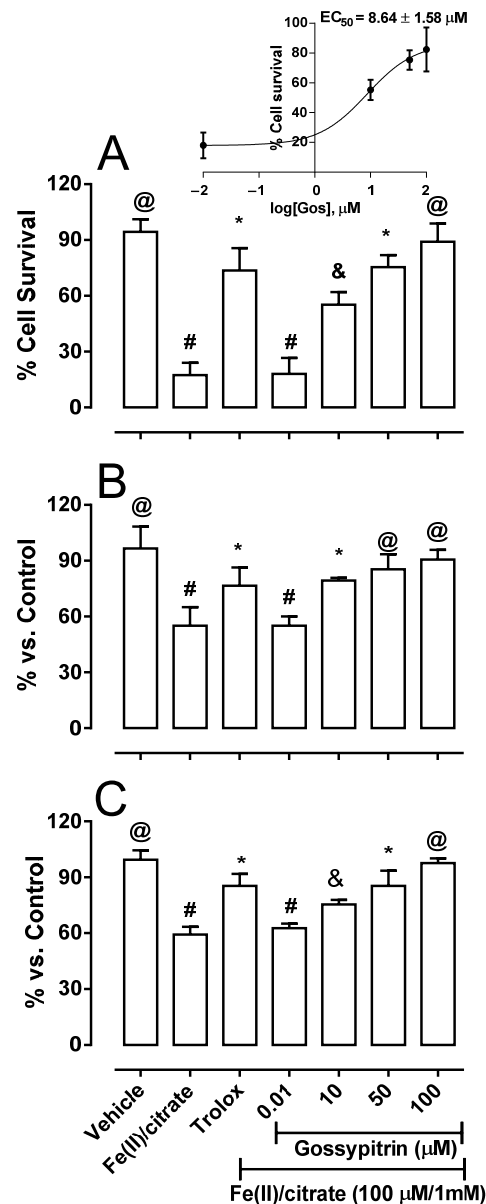 EC50 = 8.64 ± 1.58 μM
100
80
60
40
20
% Cell survival
−2 −1 0 1 2
log[Gos], μM
A
120
90
60
30
0
% Cell Survival
@ # * # & * @
B
120
90
60
30
0
% vs. Control
@ # * # * @ @
C
120
90
60
30
0
% vs. Control
@ # * # & * @
Vehicle Fe(II)/citrate Trolox 0.01 10 50 100
Gossypitrin (μM)
Fe(II)/citrate (100 μM/1mM)